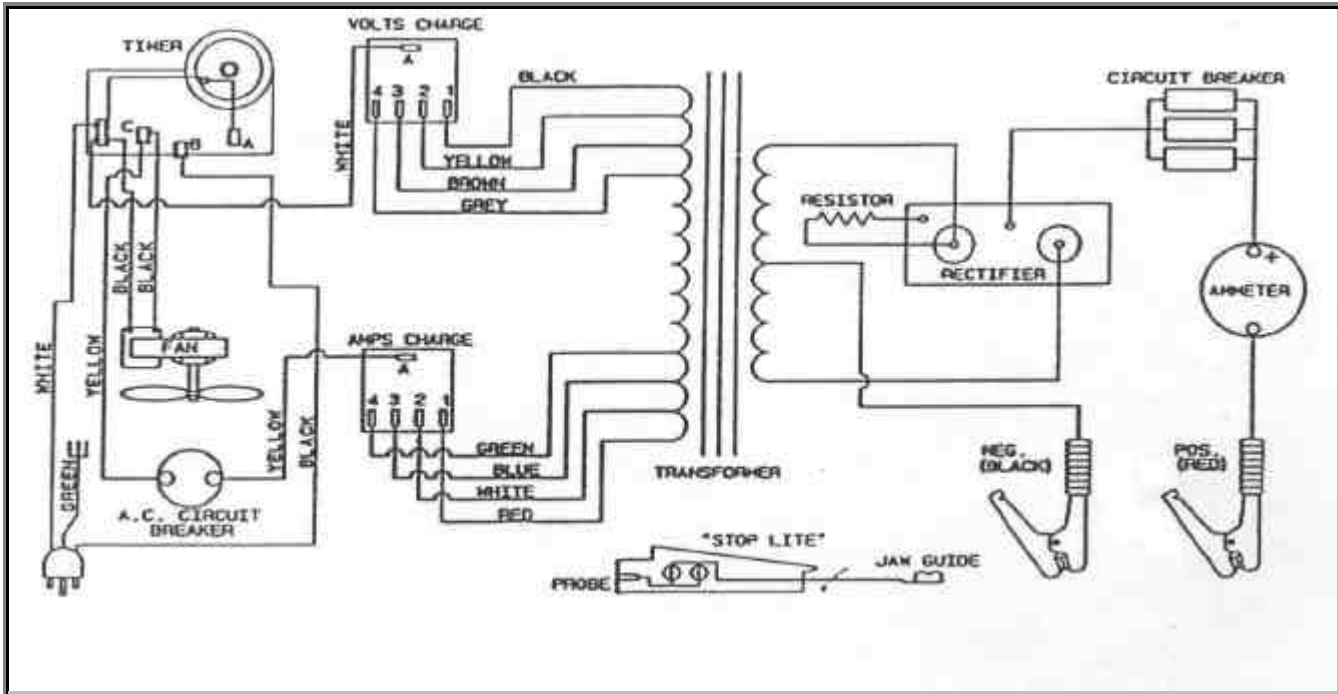 VOLTS CHARGE
TIMER
A
4 3 2 1
BLACK
CIRCUIT BREAKER
C
B
A
WHITE
YELLOW
BROWN
GREY
RESISTOR
RECTIFIER
+
AMMETER
BLACK
BLACK
FAN
WHITE
YELLOW
AMPS CHARGE
A
4 3 2 1
YELLOW
BLACK
GREEN
GREEN
BLUE
WHITE
RED
TRANSFORMER
NEG.
(BLACK)
POS.
(RED)
A.C. CIRCUIT
BREAKER
"STOP LITE"
PROBE
JAW GUIDE